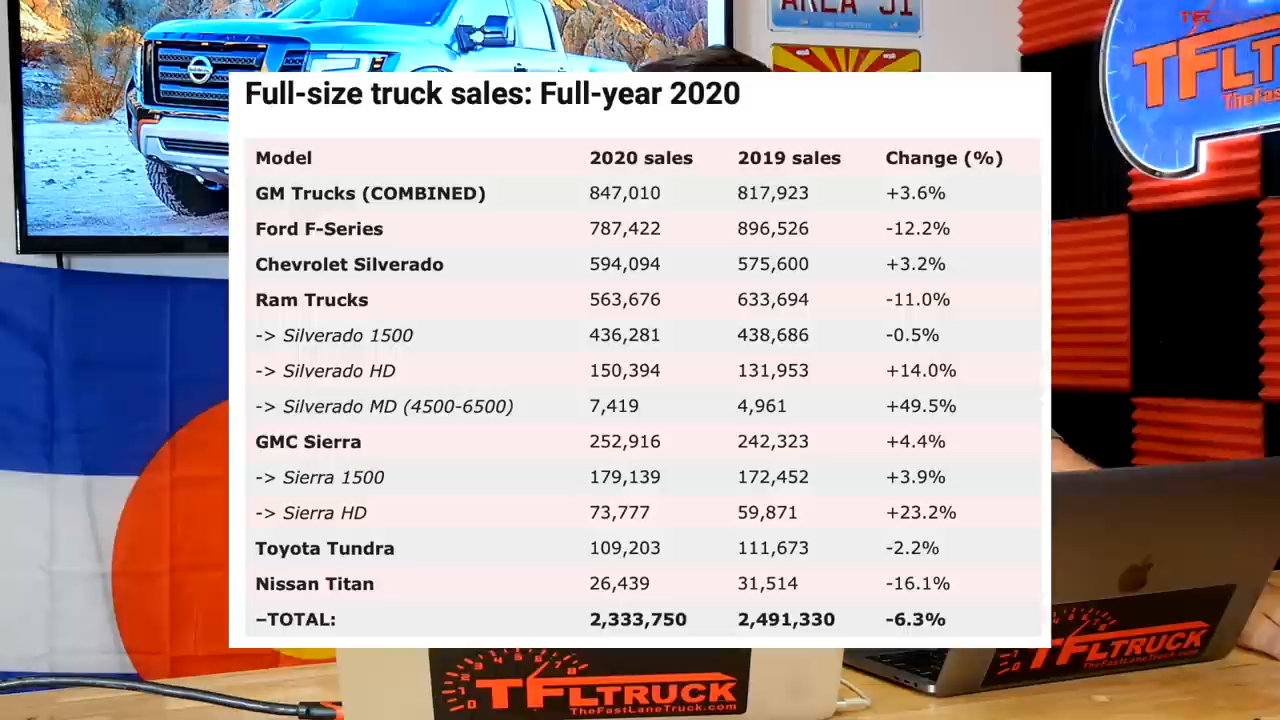 AREA 51
TFL
TFLT
TheFas
Full-size truck sales: Full-year 2020
Model 2020 sales 2019 sales Change (%)
GM Trucks (COMBINED) 847,010 817,923 +3.6%
Ford F-Series 787,422 896,526 -12.2%
Chevrolet Silverado 594,094 575,600 +3.2%
Ram Trucks 563,676 633,694 -11.0%
-> Silverado 1500 436,281 438,686 -0.5%
-> Silverado HD 150,394 131,953 +14.0%
-> Silverado MD (4500-6500) 7,419 4,961 +49.5%
GMC Sierra 252,916 242,323 +4.4%
-> Sierra 1500 179,139 172,452 +3.9%
-> Sierra HD 73,777 59,871 +23.2%
Toyota Tundra 109,203 111,673 -2.2%
Nissan Titan 26,439 31,514 -16.1%
–TOTAL: 2,333,750 2,491,330 -6.3%
TFLTRUCK
TheFastLaneTruck.com
TFLTRUCK
TheFastLaneTruck.com